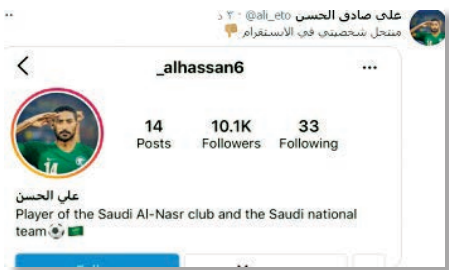 علي صادق الحسن @ali_eto · ٣ د
منتحل شخصيتي في الانستقرام 👎
_alhassan6
14 10.1K 33
Posts Followers Following
علي الحسن
Player of the Saudi Al-Nasr club and the Saudi national
team⚽🇸🇦